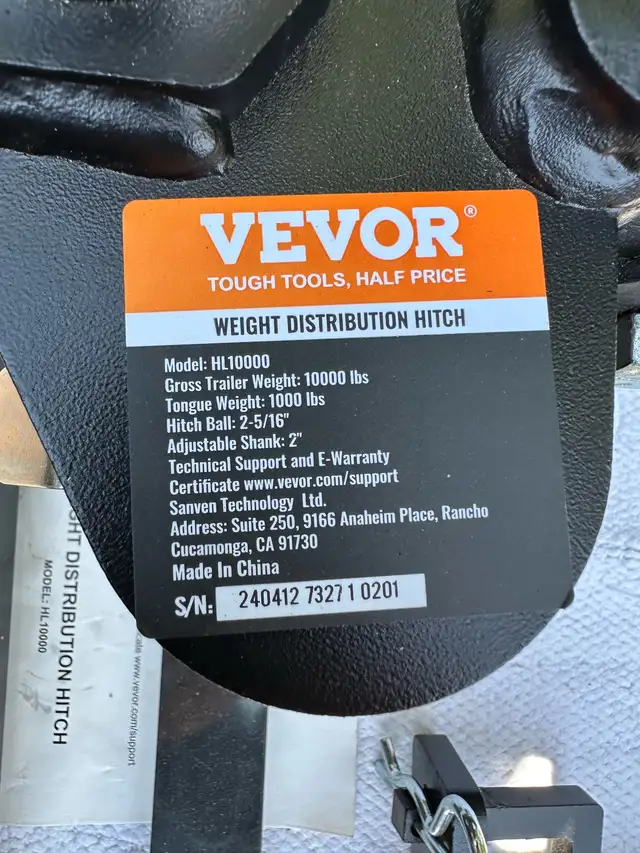 VEVOR®
TOUGH TOOLS, HALF PRICE
WEIGHT DISTRIBUTION HITCH
Model: HL10000
Gross Trailer Weight: 10000 lbs
Tongue Weight: 1000 lbs
Hitch Ball: 2-5/16"
Adjustable Shank: 2"
Technical Support and E-Warranty
Certificate www.vevor.com/support
Sanven Technology Ltd.
Address: Suite 250, 9166 Anaheim Place, Rancho
Cucamonga, CA 91730
Made In China
S/N: 240412 73271 0201
DISTRIBUTION HITCH
MODEL: HL10000
www.vevor.com/support